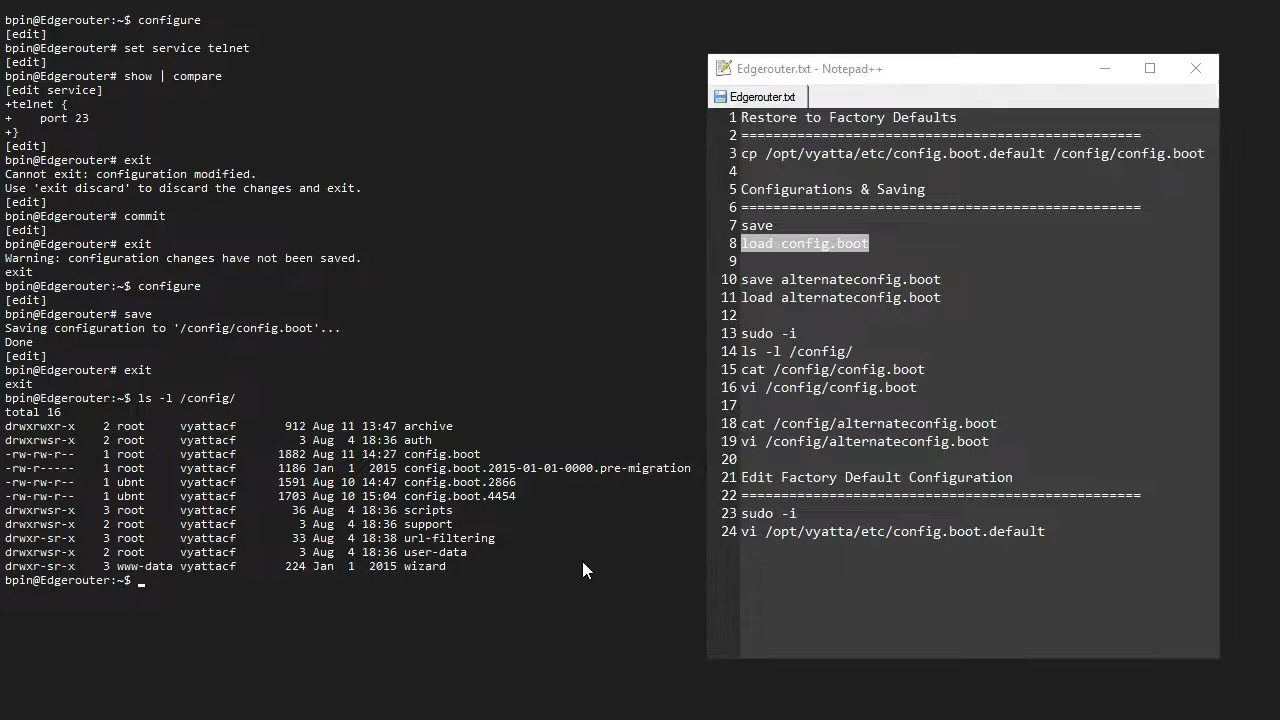 bpin@Edgerouter:~$ configure
[edit]
bpin@Edgerouter# set service telnet
[edit]
bpin@Edgerouter# show | compare
[edit service]
+telnet {
+    port 23
+}
[edit]
bpin@Edgerouter# exit
Cannot exit: configuration modified.
Use 'exit discard' to discard the changes and exit.
[edit]
bpin@Edgerouter# commit
[edit]
bpin@Edgerouter# exit
Warning: configuration changes have not been saved.
exit
bpin@Edgerouter:~$ configure
[edit]
bpin@Edgerouter# save
Saving configuration to '/config/config.boot'...
Done
[edit]
bpin@Edgerouter# exit
exit
bpin@Edgerouter:~$ ls -l /config/
total 16
drwxrwxr-x    2 root     vyattacf       912 Aug 11 13:47 archive
drwxrwsr-x    2 root     vyattacf         3 Aug  4 18:36 auth
-rw-rw-r--    1 root     vyattacf      1882 Aug 11 14:27 config.boot
-rw-r-----    1 root     vyattacf      1186 Jan  1  2015 config.boot.2015-01-01-0000.pre-migration
-rw-rw-r--    1 ubnt     vyattacf      1591 Aug 10 14:47 config.boot.2866
-rw-rw-r--    1 ubnt     vyattacf      1703 Aug 10 15:04 config.boot.4454
drwxrwsr-x    3 root     vyattacf        36 Aug  4 18:36 scripts
drwxrwsr-x    2 root     vyattacf         3 Aug  4 18:36 support
drwxr-sr-x    3 root     vyattacf        33 Aug  4 18:38 url-filtering
drwxrwsr-x    2 root     vyattacf         3 Aug  4 18:36 user-data
drwxr-sr-x    3 www-data vyattacf       224 Jan  1  2015 wizard
bpin@Edgerouter:~$
Edgerouter.txt - Notepad++
Edgerouter.txt
1 Restore to Factory Defaults
2 ==================================================
3 cp /opt/vyatta/etc/config.boot.default /config/config.boot
4
5 Configurations & Saving
6 ==================================================
7 save
8 load config.boot
9
10 save alternateconfig.boot
11 load alternateconfig.boot
12
13 sudo -i
14 ls -l /config/
15 cat /config/config.boot
16 vi /config/config.boot
17
18 cat /config/alternateconfig.boot
19 vi /config/alternateconfig.boot
20
21 Edit Factory Default Configuration
22 ==================================================
23 sudo -i
24 vi /opt/vyatta/etc/config.boot.default